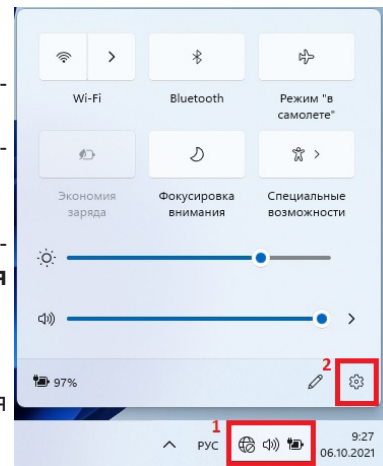 Wi-Fi
Bluetooth
Режим "в
самолете"
Экономия
заряда
Фокусировка
внимания
Специальные
возможности
я
97%
2
я
1
РУС
9:27
06.10.2021